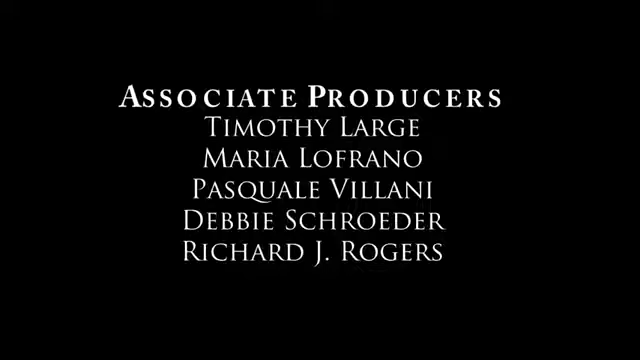 ASSOCIATE PRODUCERS
TIMOTHY LARGE
MARIA LOFRANO
PASQUALE VILLANI
DEBBIE SCHROEDER
RICHARD J. ROGERS